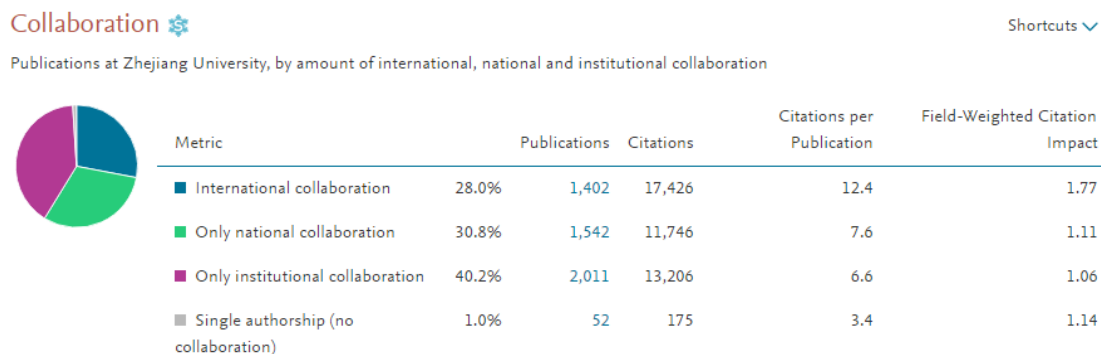 Collaboration
Shortcuts
Publications at Zhejiang University, by amount of international, national and institutional collaboration
Metric Publications Citations Citations per Publication Field-Weighted Citation Impact
International collaboration 28.0% 1,402 17,426 12.4 1.77
Only national collaboration 30.8% 1,542 11,746 7.6 1.11
Only institutional collaboration 40.2% 2,011 13,206 6.6 1.06
Single authorship (no 1.0% 52 175 3.4 1.14
collaboration)